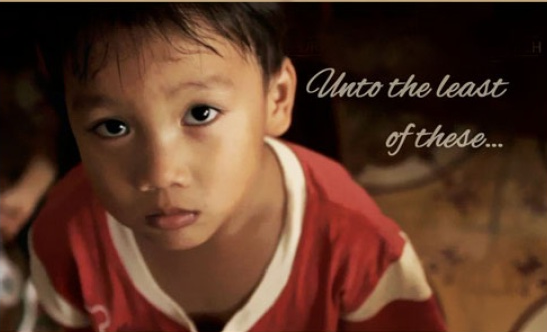 Unto the least
of these...